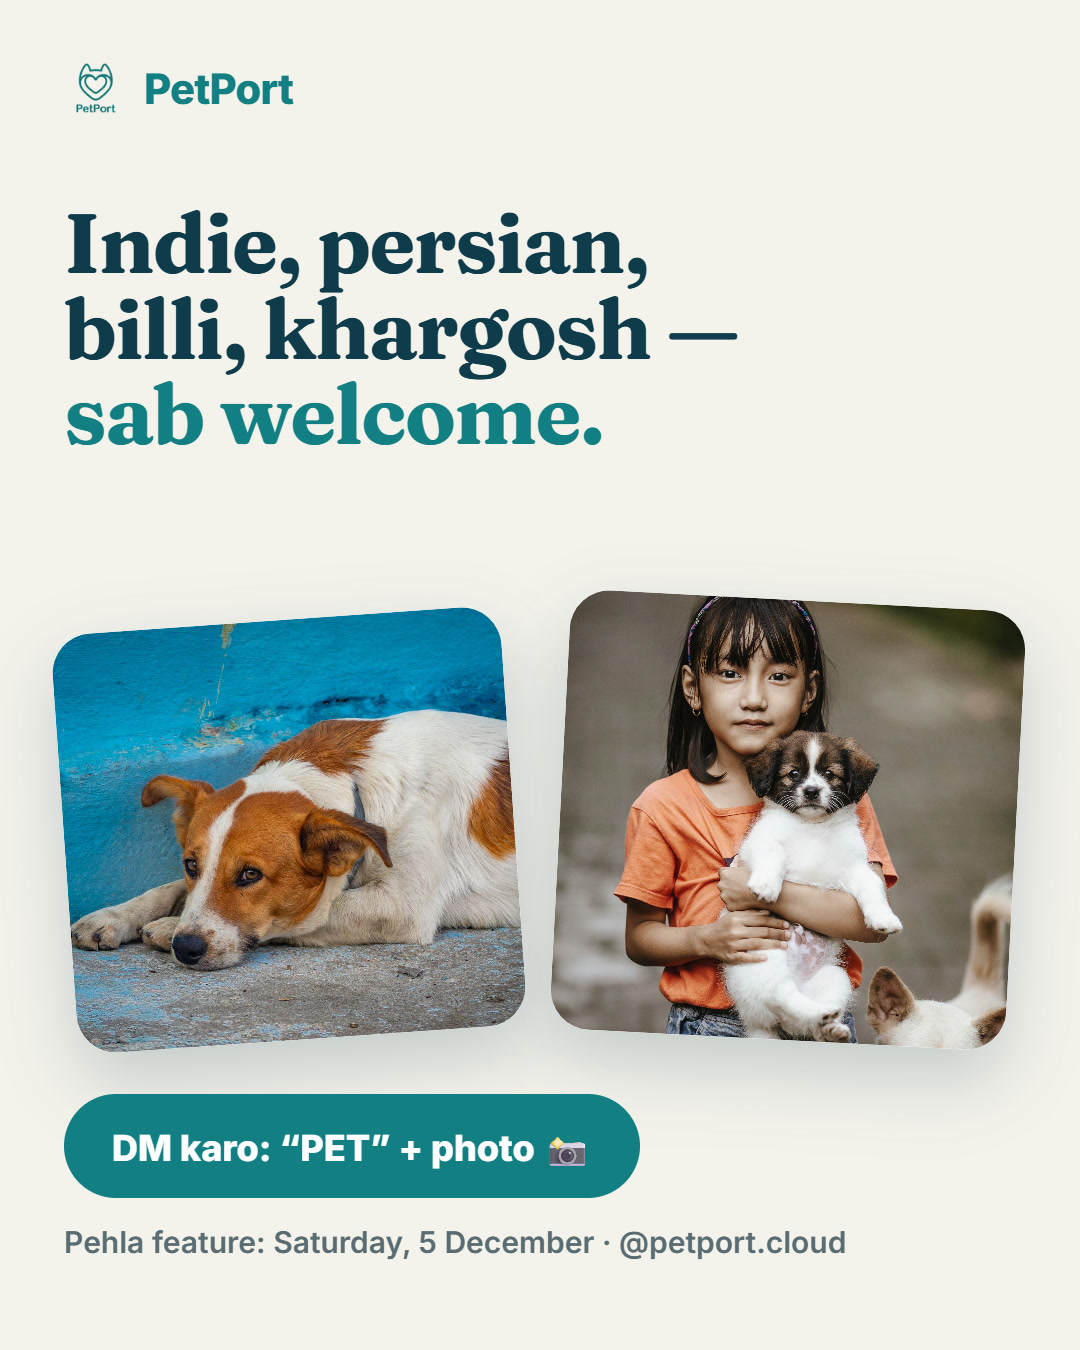 PetPort
PetPort
Indie, persian,
billi, khargosh —
sab welcome.
DM karo: “PET” + photo 📸
Pehla feature: Saturday, 5 December · @petport.cloud